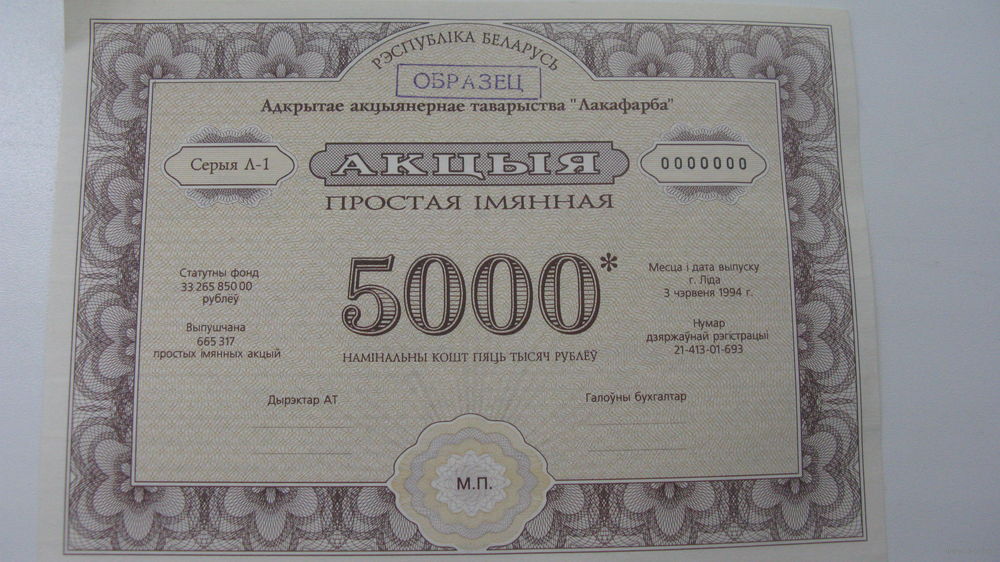 РЭСПУБЛІКА БЕЛАРУСЬ
ОБРАЗЕЦ
Адкрытае акцыянернае таварыства "Лакафарба"
Серыя Л-1
АКЦЫЯ
0000000
ПРОСТАЯ ІМЯННАЯ
Статутны фонд
33 265 850 00
рублёў
5000*
Месца і дата выпуску
г. Ліда
3 чэрвеня 1994 г.
Выпушчана
665 317
простых імянных акцый
Нумар
дзяржаўнай рэгістрацыі
21-413-01-693
НАМІНАЛЬНЫ КОШТ ПЯЦЬ ТЫСЯЧ РУБЛЁЎ
Дырэктар АТ
Галоўны бухгалтар
М.П.